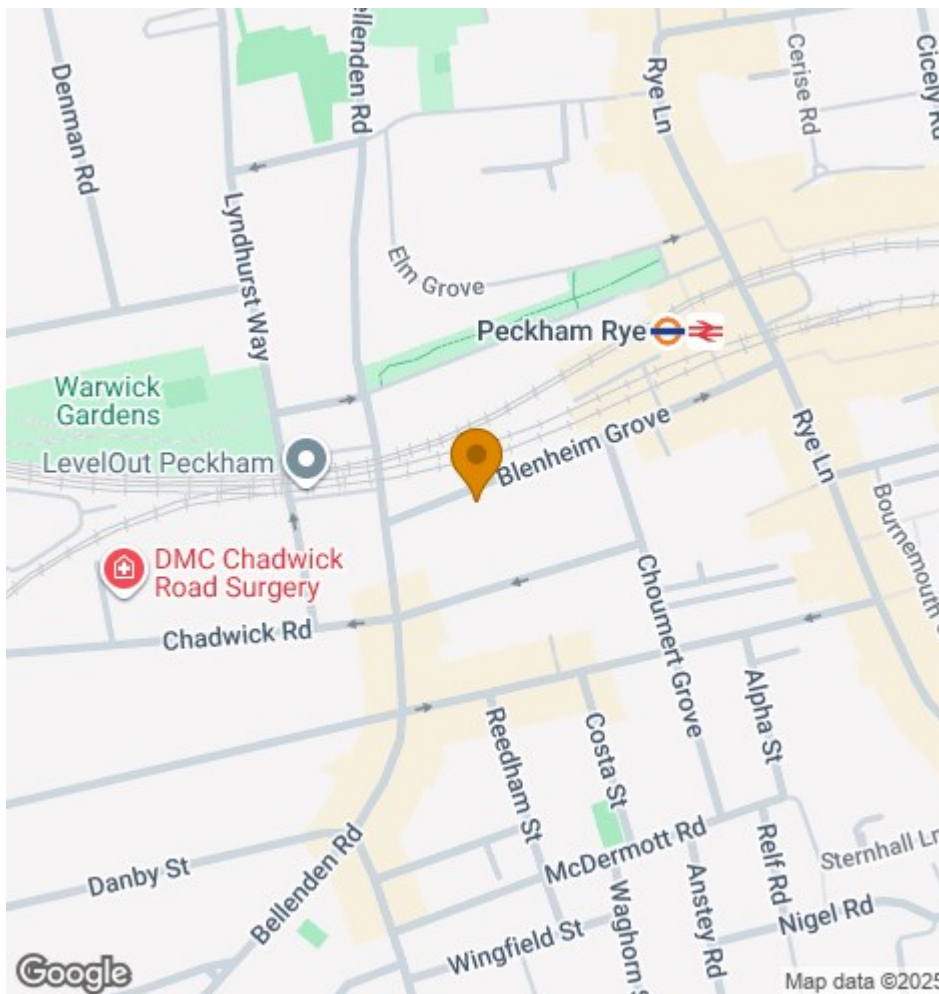 ellenden Rd
Denman Rd
Rye Ln
Cerise Rd
Cicely Rd
Lyndhurst Way
Elm Grove
Peckham Rye
Warwick
Gardens
LevelOut Peckham
Blenheim Grove
Rye Ln
Bournemouth
DMC Chadwick
Road Surgery
Chadwick Rd
Choumert Grove
Alpha St
Reedham St
Costa St
McDermott Rd
Danby St
Bellenden Rd
Relf Rd
Sternhall Ln
Waghorn S
Anstey Rd
Nigel Rd
Wingfield St
Google
Map data ©2025